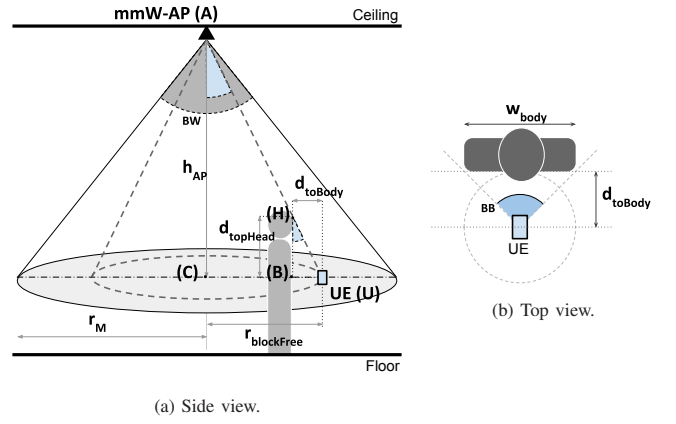 mmW-AP (A)
Ceiling
BW
h_AP
d_toBody
(H)
d_topHead
(C)
(B)
UE (U)
r_M
r_blockFree
Floor
(a) Side view.
w_body
d_toBody
BB
UE
(b) Top view.